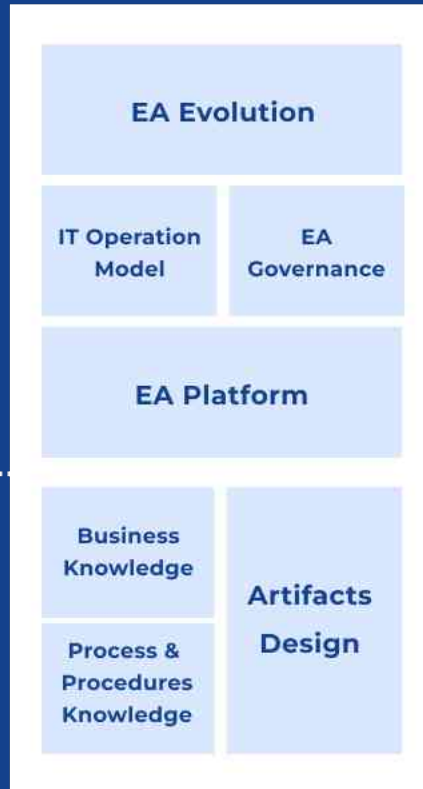 EA Evolution
IT Operation
Model
EA
Governance
EA Platform
Business
Knowledge
Process &
Procedures
Knowledge
Artifacts
Design